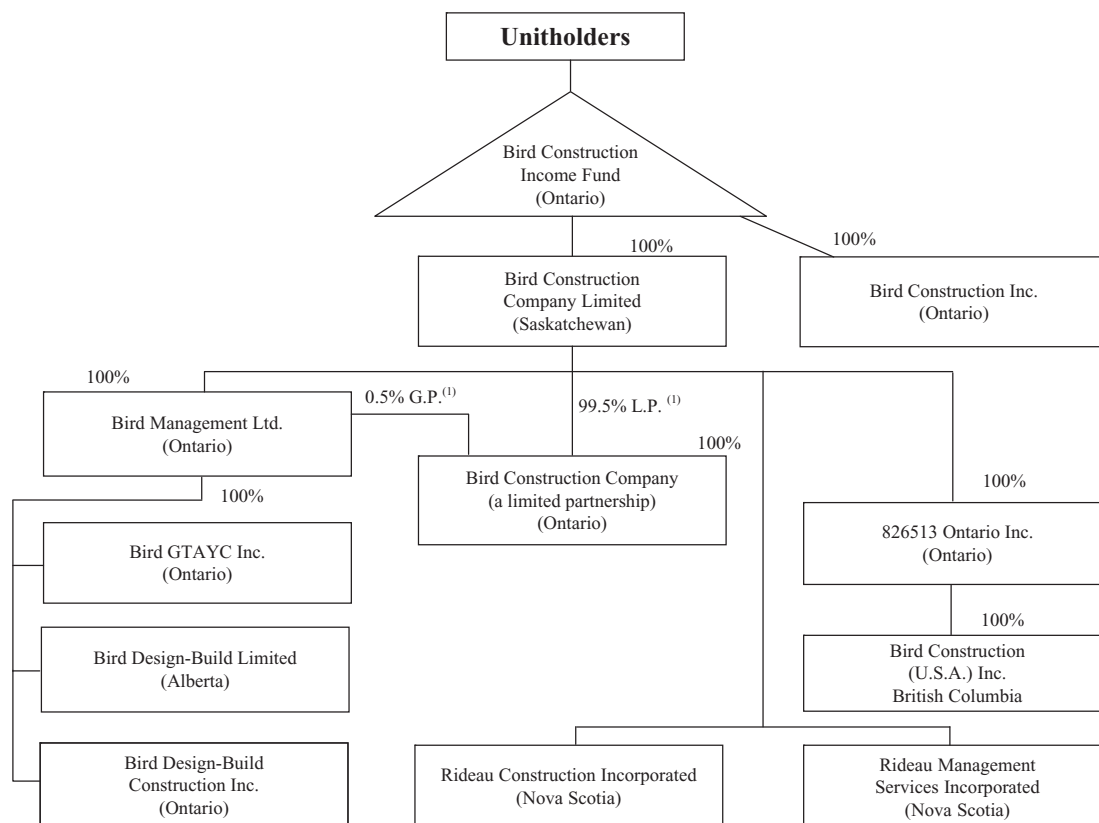 Unitholders
Bird Construction
Income Fund
(Ontario)
100%
100%
Bird Construction
Company Limited
(Saskatchewan)
Bird Construction Inc.
(Ontario)
100%
0.5% G.P.(1)
99.5% L.P. (1)
Bird Management Ltd.
(Ontario)
100%
Bird Construction Company
(a limited partnership)
(Ontario)
100%
100%
826513 Ontario Inc.
(Ontario)
Bird GTAYC Inc.
(Ontario)
100%
Bird Design-Build Limited
(Alberta)
Bird Construction
(U.S.A.) Inc.
British Columbia
Bird Design-Build
Construction Inc.
(Ontario)
Rideau Construction Incorporated
(Nova Scotia)
Rideau Management
Services Incorporated
(Nova Scotia)